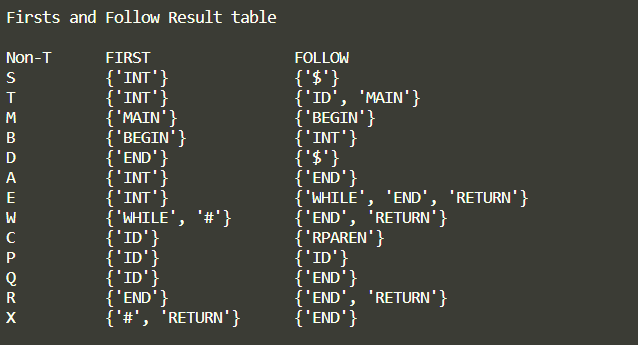 Firsts and Follow Result table
Non-T FIRST FOLLOW
S {'INT'} {'$'}
T {'INT'} {'ID', 'MAIN'}
M {'MAIN'} {'BEGIN'}
B {'BEGIN'} {'INT'}
D {'END'} {'$'}
A {'INT'} {'END'}
E {'INT'} {'WHILE', 'END', 'RETURN'}
W {'WHILE', '#'} {'END', 'RETURN'}
C {'ID'} {'RPAREN'}
P {'ID'} {'ID'}
Q {'ID'} {'END'}
R {'END'} {'END', 'RETURN'}
X {'#', 'RETURN'} {'END'}